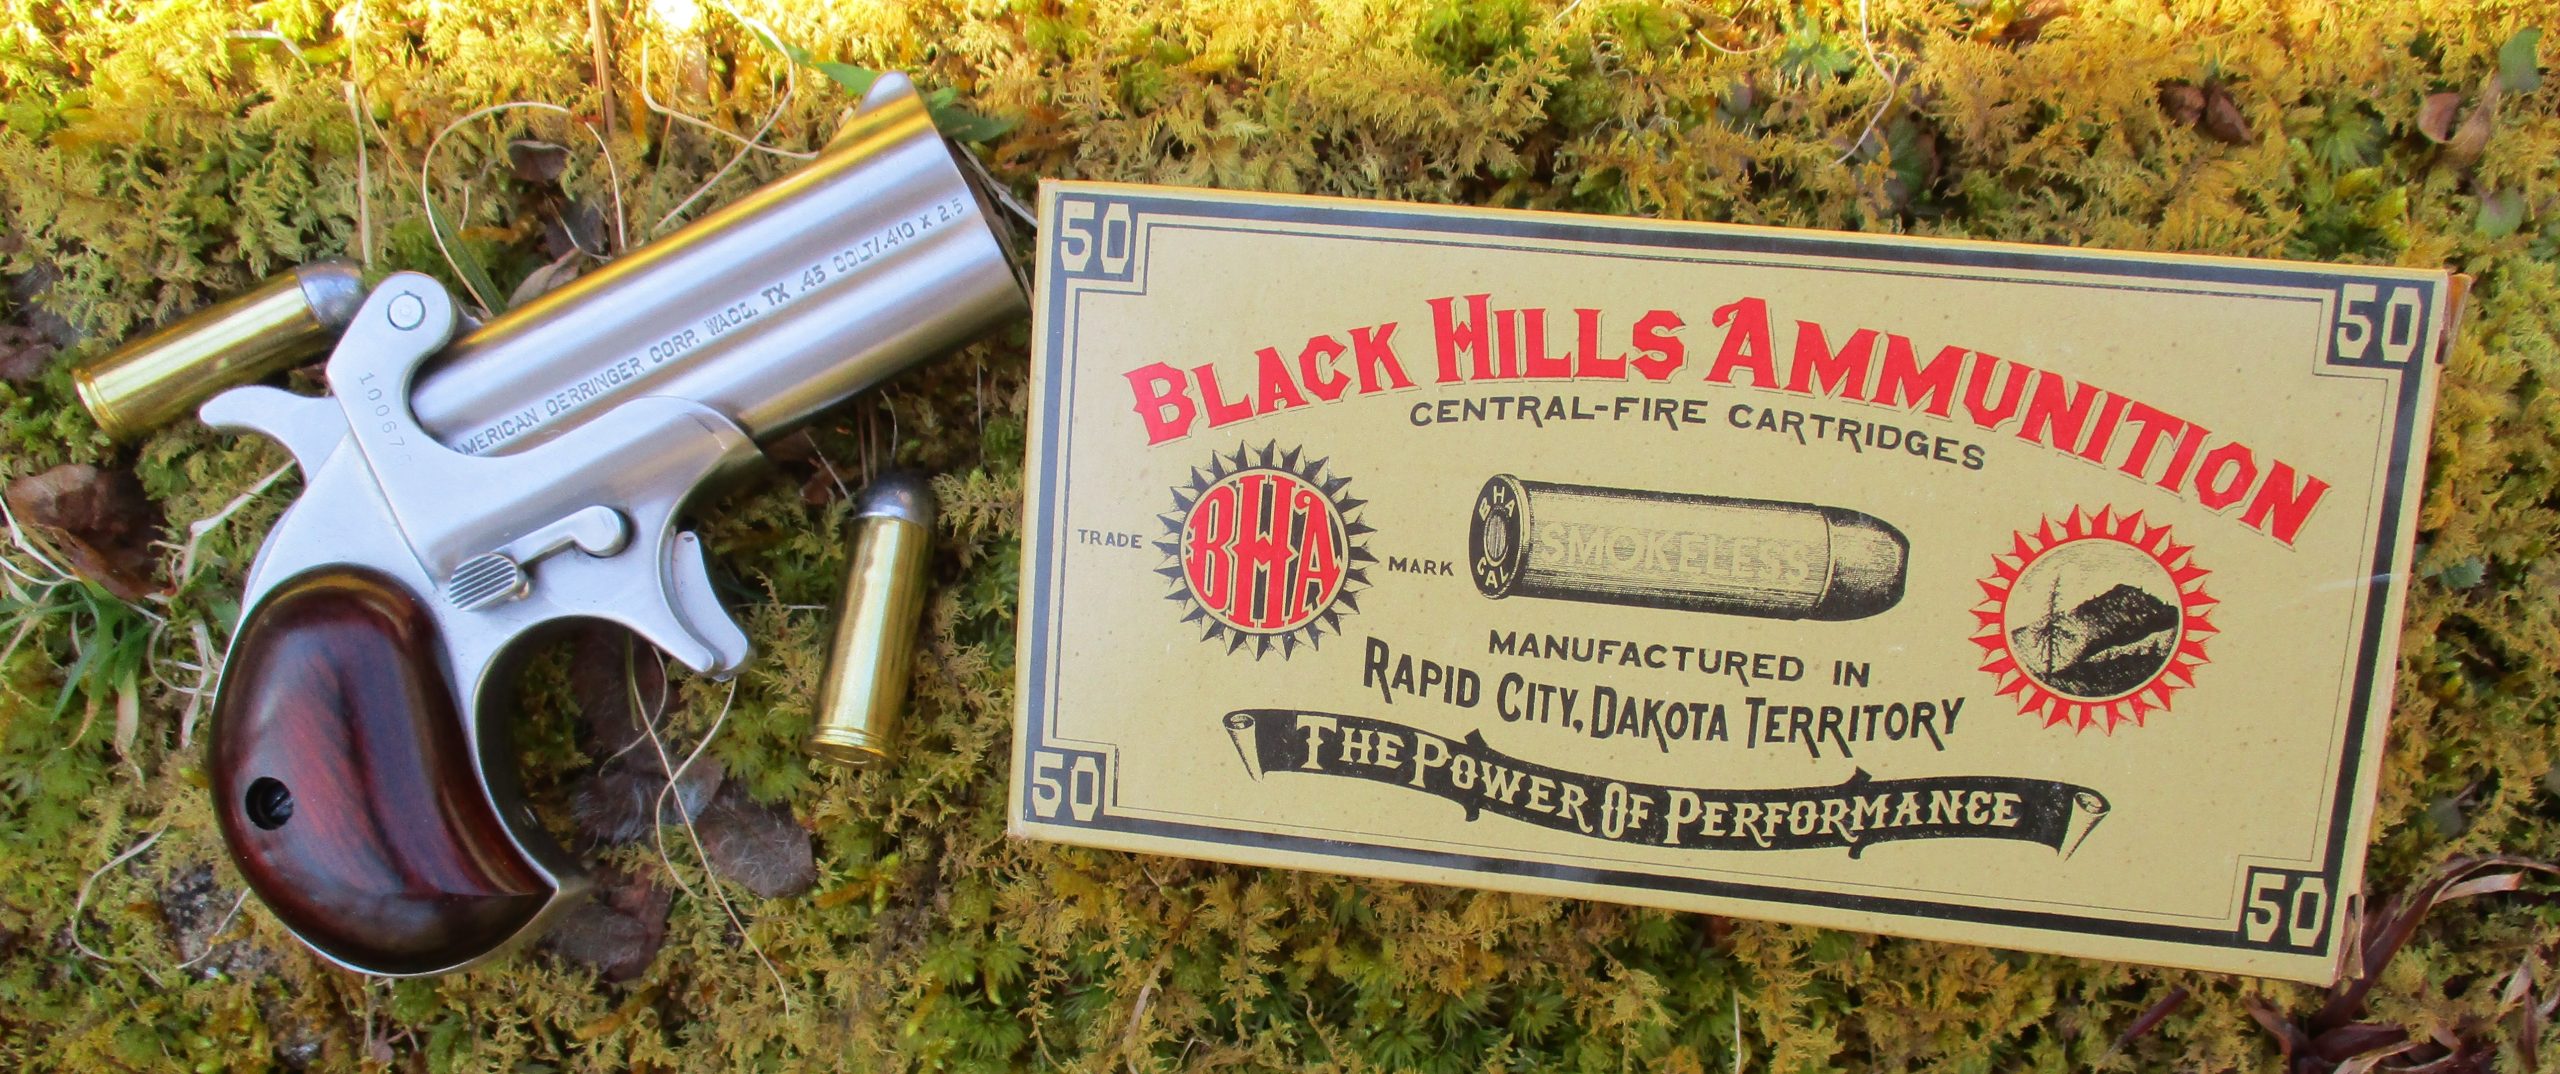 AMERICAN DERRINGER CORP. WACO, TX .45 COLT/.410 x 2.5
10067
50
50
BLACK HILLS AMMUNITION
CENTRAL-FIRE CARTRIDGES
BHA
CAL
SMOKELESS
TRADE
BHA
MARK
MANUFACTURED IN
RAPID CITY, DAKOTA TERRITORY
THE POWER OF PERFORMANCE
50
50